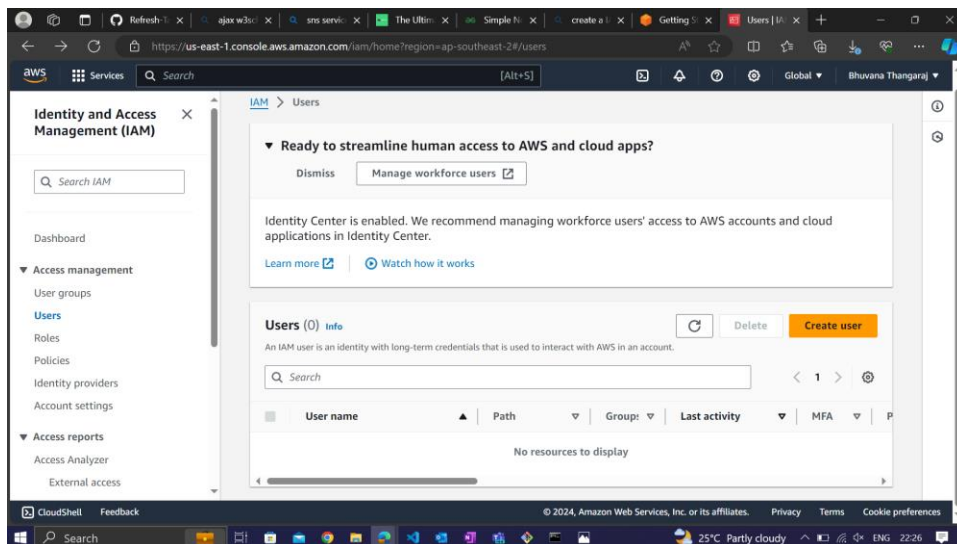 Refresh-To
ajax w3scl
sns servic
The Ultim
Simple N
create a l
Getting S
Users | IA
https://us-east-1.console.aws.amazon.com/iam/home?region=ap-southeast-2#/users
aws
Services
Search
[Alt+S]
Global
Bhuvana Thangaraj
Identity and Access Management (IAM)
Search IAM
Dashboard
Access management
User groups
Users
Roles
Policies
Identity providers
Account settings
Access reports
Access Analyzer
External access
IAM > Users
Ready to streamline human access to AWS and cloud apps?
Dismiss
Manage workforce users
Identity Center is enabled. We recommend managing workforce users' access to AWS accounts and cloud
applications in Identity Center.
Learn more
Watch how it works
Users (0) Info
Delete
Create user
An IAM user is an identity with long-term credentials that is used to interact with AWS in an account.
Search
1
User name
Path
Group:
Last activity
MFA
P
No resources to display
CloudShell
Feedback
© 2024, Amazon Web Services, Inc. or its affiliates.
Privacy
Terms
Cookie preferences
Search
25°C Partly cloudy
ENG
22:26